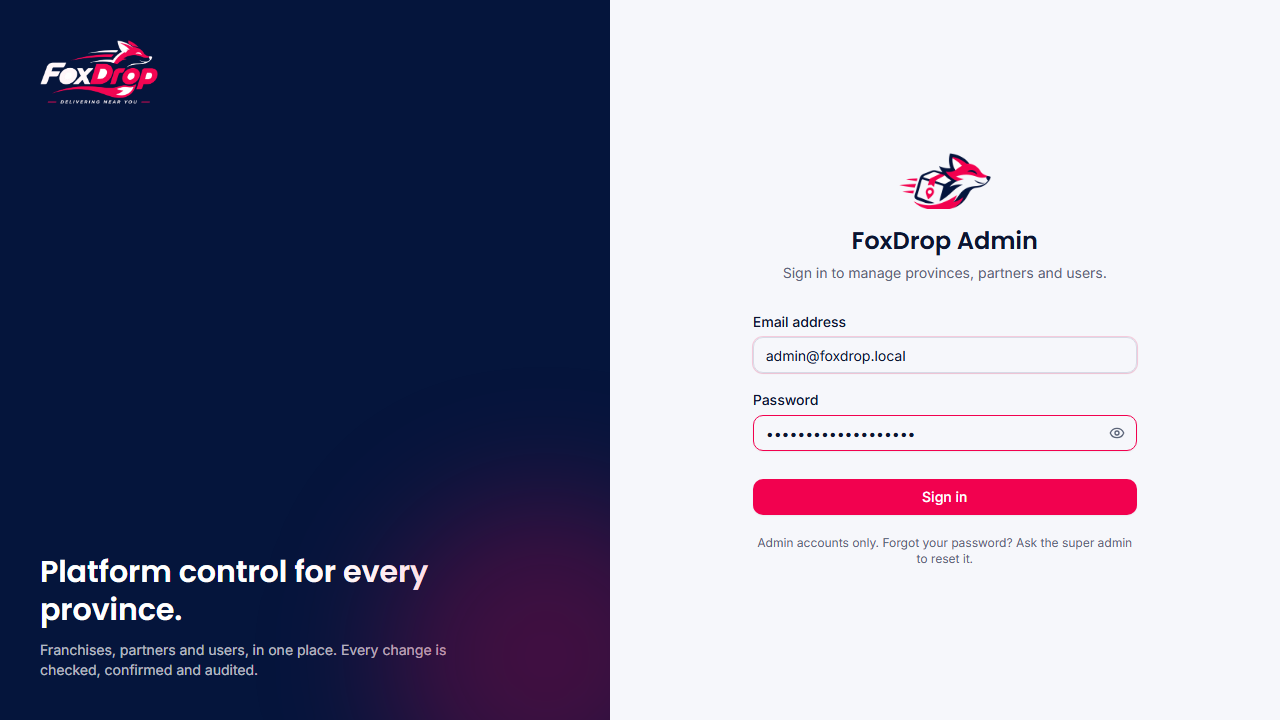 FoxDrop
DELIVERING NEAR YOU
Platform control for every
province.
Franchises, partners and users, in one place. Every change is
checked, confirmed and audited.
FoxDrop Admin
Sign in to manage provinces, partners and users.
Email address
admin@foxdrop.local
Password
•••••••••••••••••••
Sign in
Admin accounts only. Forgot your password? Ask the super admin
to reset it.